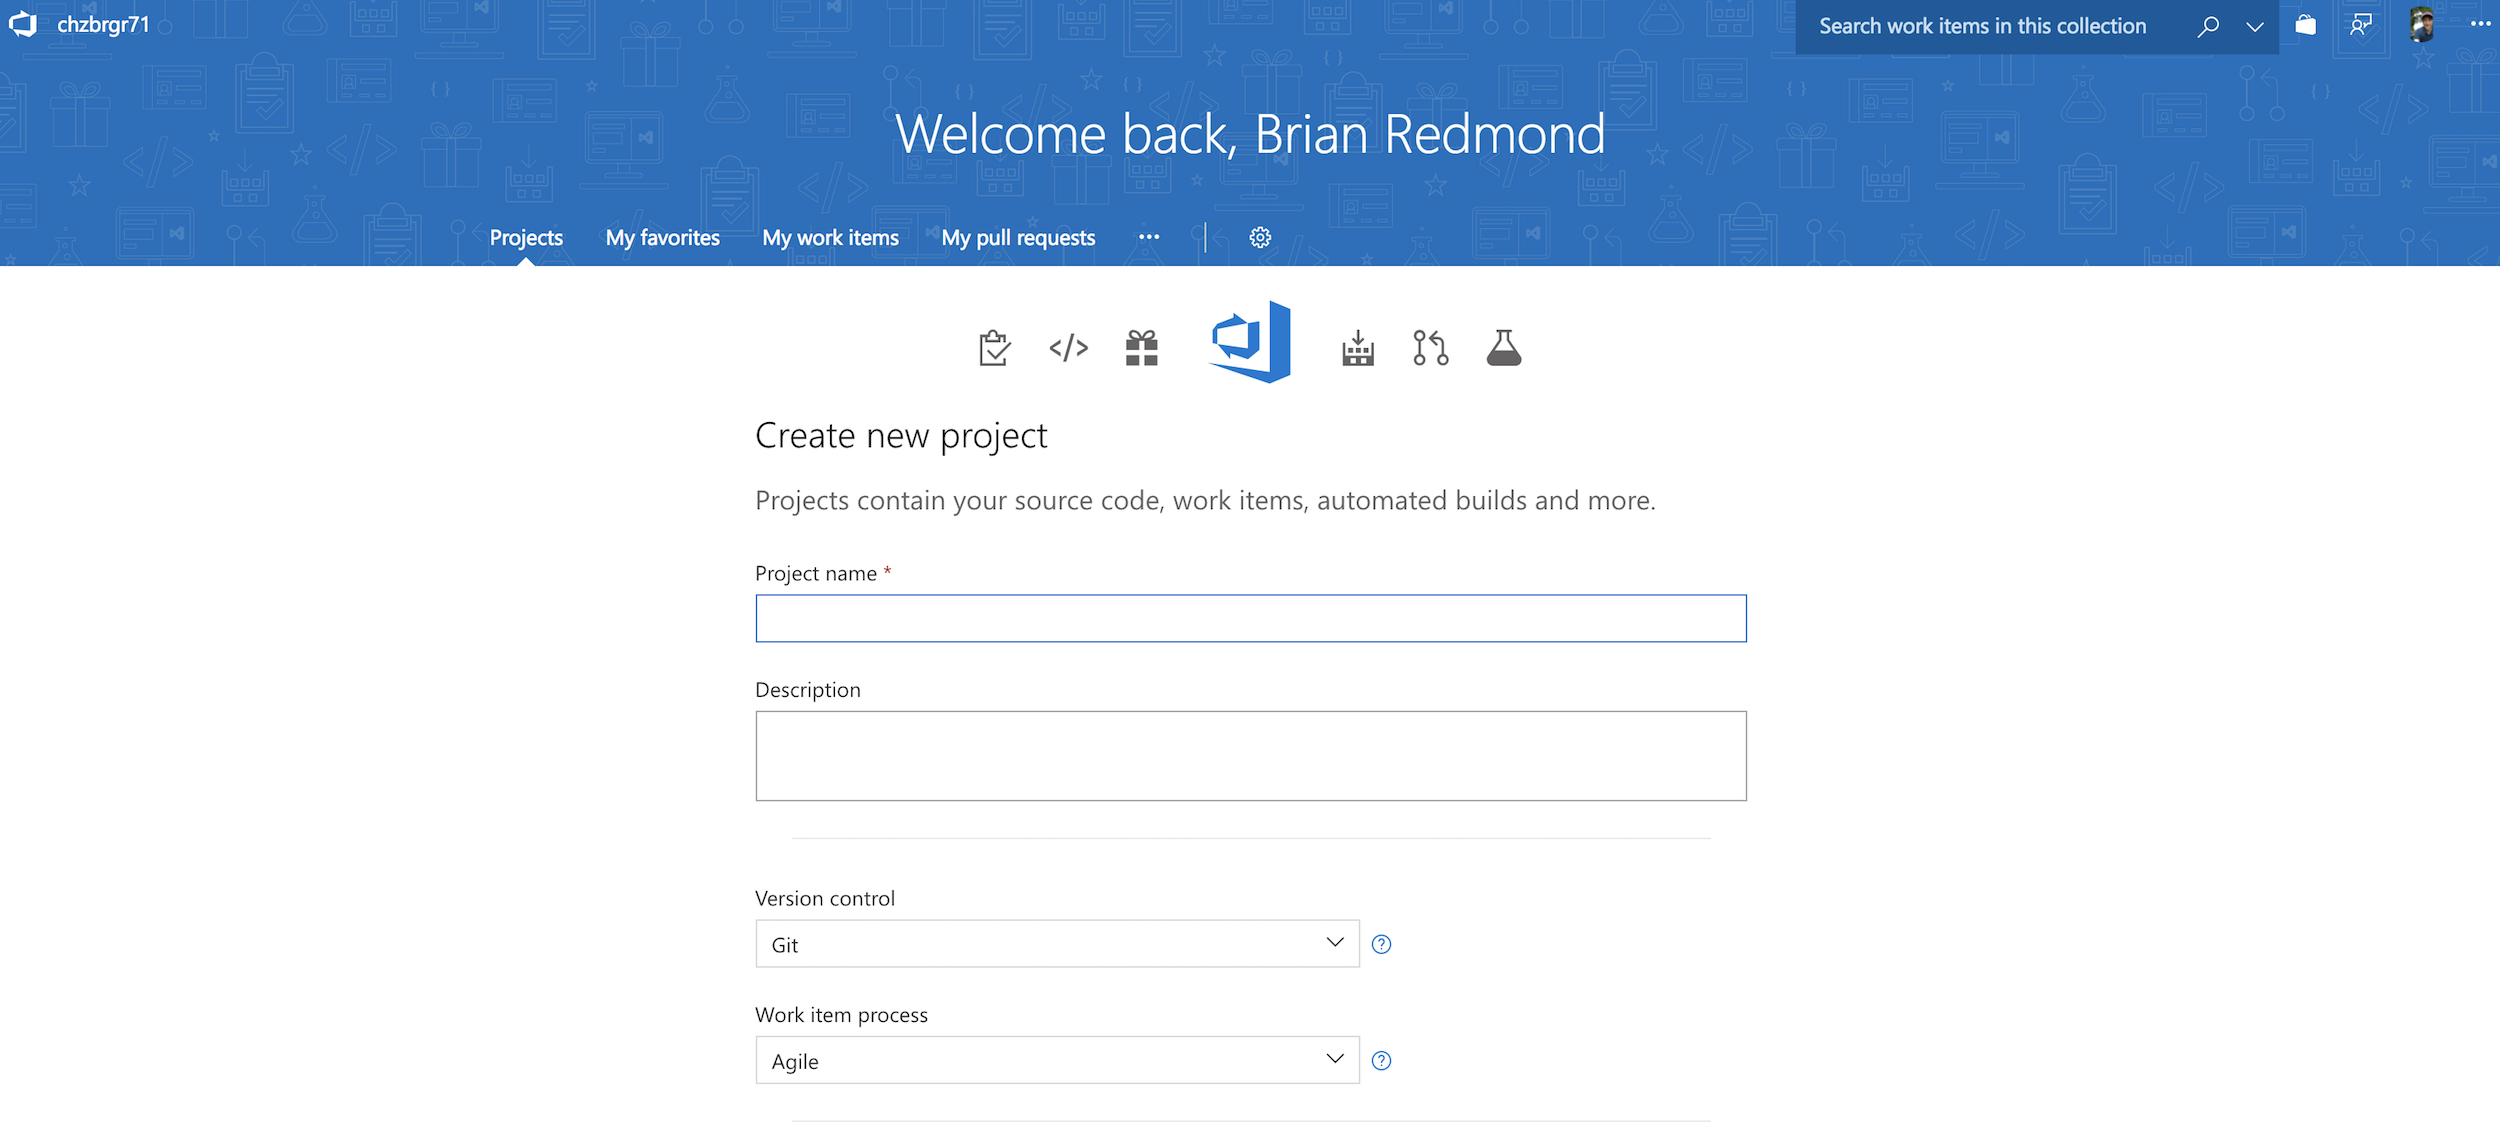 chzbrgr71
Search work items in this collection
Welcome back, Brian Redmond
Projects
My favorites
My work items
My pull requests
Create new project
Projects contain your source code, work items, automated builds and more.
Project name *
Description
Version control
Git
Work item process
Agile